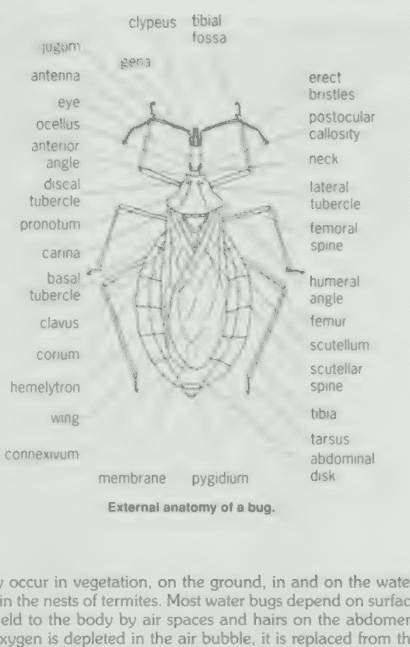 clypeus
tibial
fossa
jugum
gena
antenna
eye
ocellus
anterior
angle
discal
tubercle
pronotum
carina
basal
tubercle
clavus
corium
hemelytron
wing
connexivum
erect
bristles
postocular
callosity
neck
lateral
tubercle
femoral
spine
humeral
angle
femur
scutellum
scutellar
spine
tibia
tarsus
abdominal
disk
membrane
pygidium
External anatomy of a bug.
occur in vegetation, on the ground, in and on the wate
in the nests of termites. Most water bugs depend on surfac
eld to the body by air spaces and hairs on the abdomer
oxygen is depleted in the air bubble, it is replaced from th